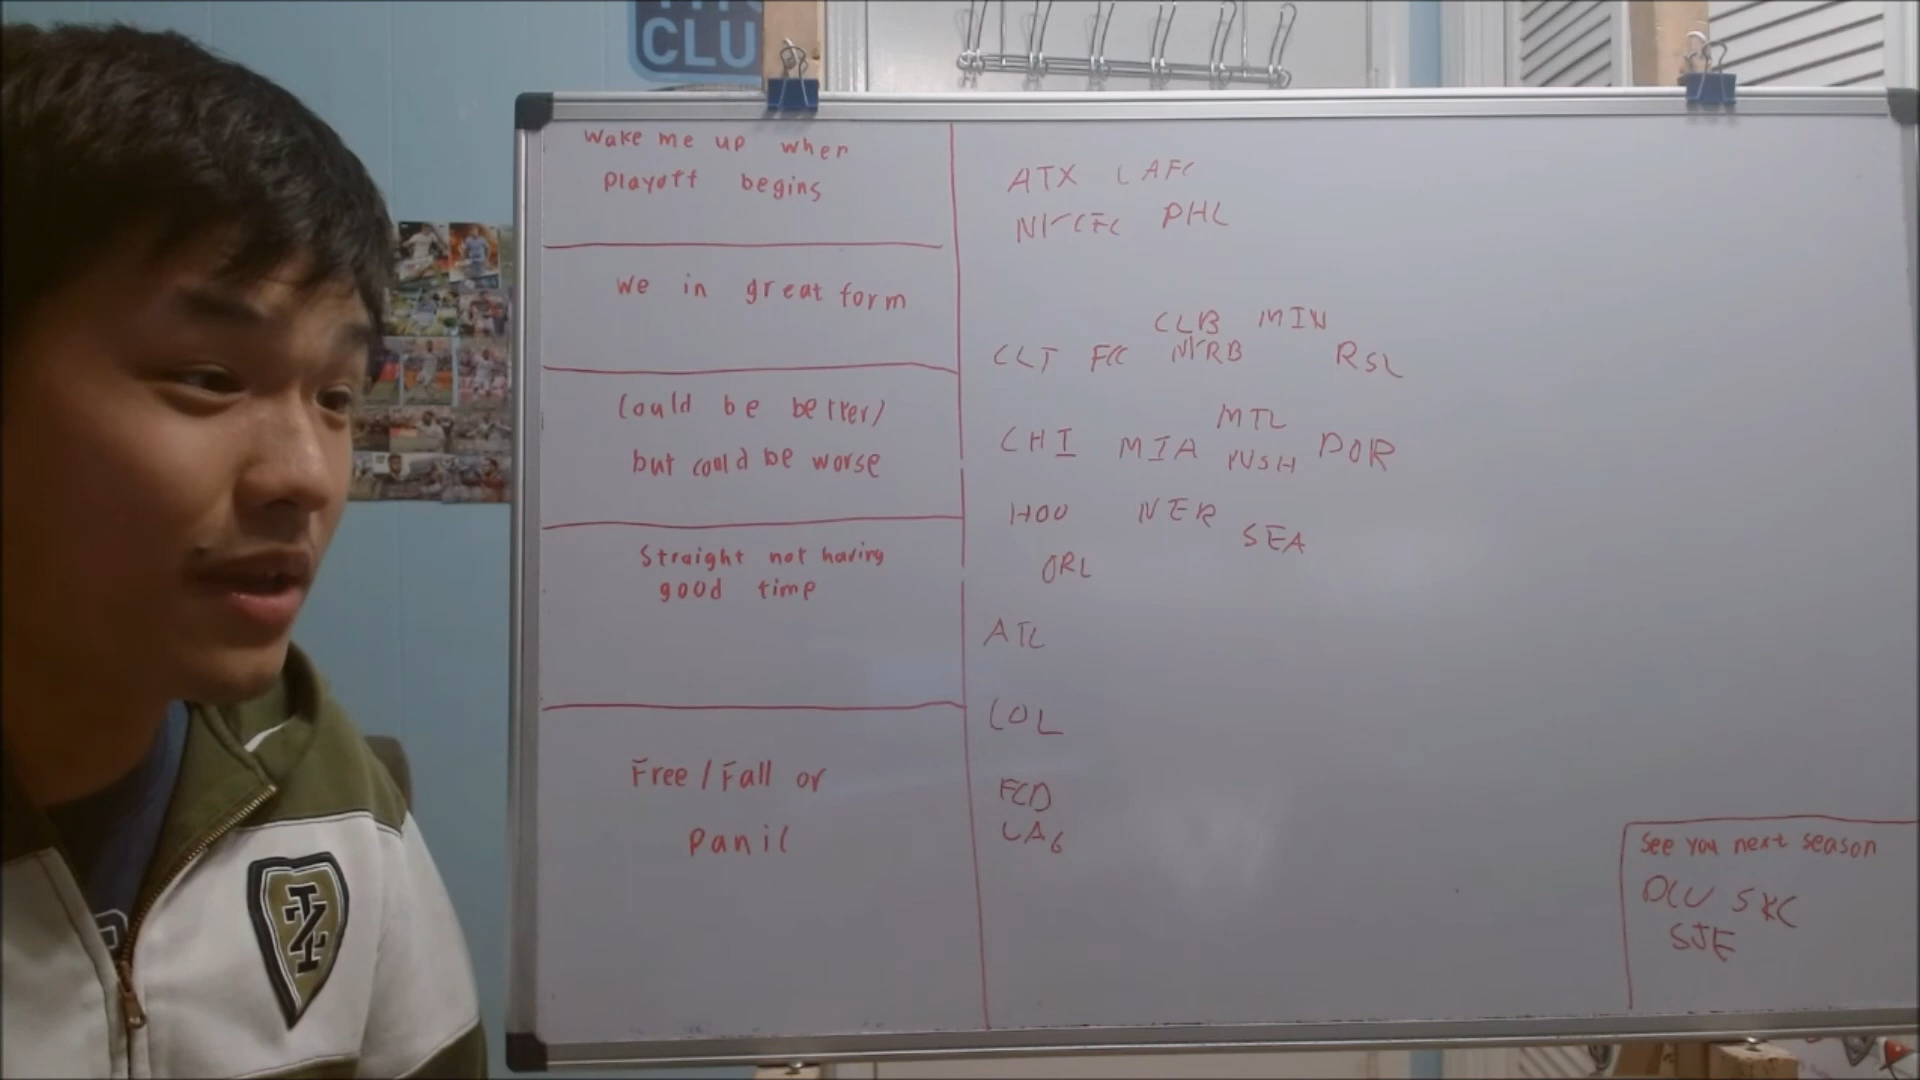 CLU
Wake me up when
playoff begins
ATX LAFC
NYCFC PHL
We in great form
CLB MIN
CLT FCC NYRB RSL
Could be better/
but could be worse
MTL
CHI MIA NSH POR
HOU NER
SEA
ORL
Straight not having
good time
ATL
COL
Free/Fall or
panic
FCD
LAG
See you next season
DCU SKC
SJE